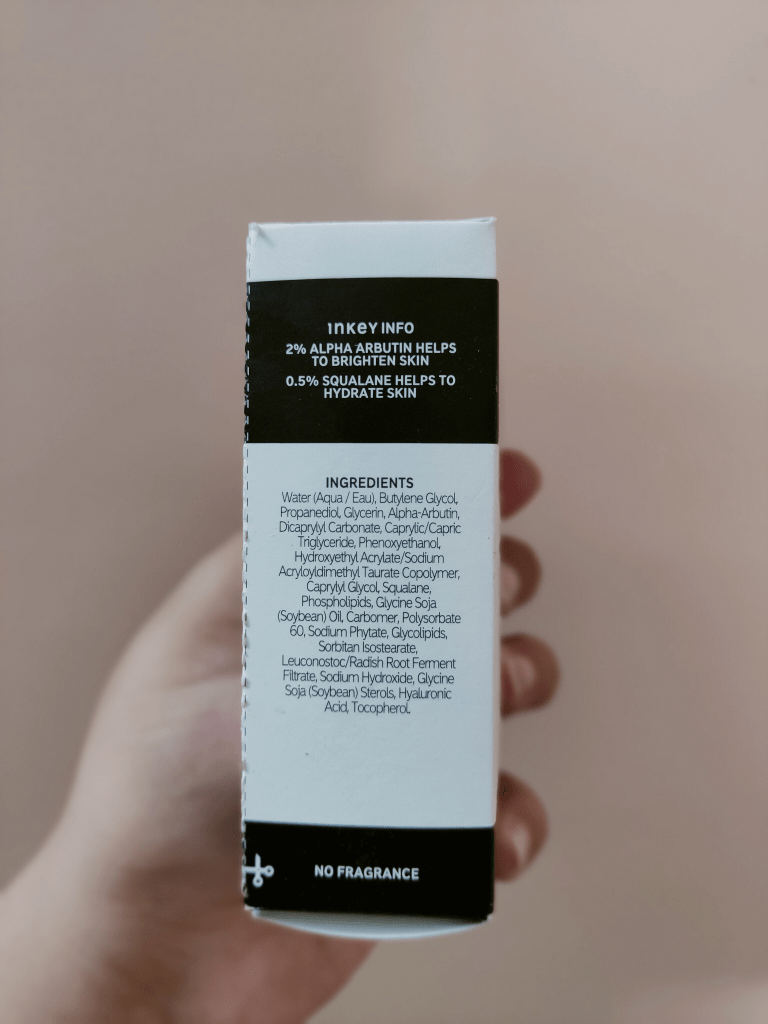 ınĸeY INFO
2% ALPHA ARBUTIN HELPS
TO BRIGHTEN SKIN
0.5% SQUALANE HELPS TO
HYDRATE SKIN
INGREDIENTS
Water (Aqua / Eau), Butylene Glycol,
Propanediol, Glycerin, Alpha-Arbutin,
Dicaprylyl Carbonate, Caprylic/Capric
Triglyceride, Phenoxyethanol,
Hydroxyethyl Acrylate/Sodium
Acryloyldimethyl Taurate Copolymer,
Caprylyl Glycol, Squalane,
Phospholipids, Glycine Soja
(Soybean) Oil, Carbomer, Polysorbate
60, Sodium Phytate, Glycolipids,
Sorbitan Isostearate,
Leuconostoc/Radish Root Ferment
Filtrate, Sodium Hydroxide, Glycine
Soja (Soybean) Sterols, Hyaluronic
Acid, Tocopherol.
NO FRAGRANCE